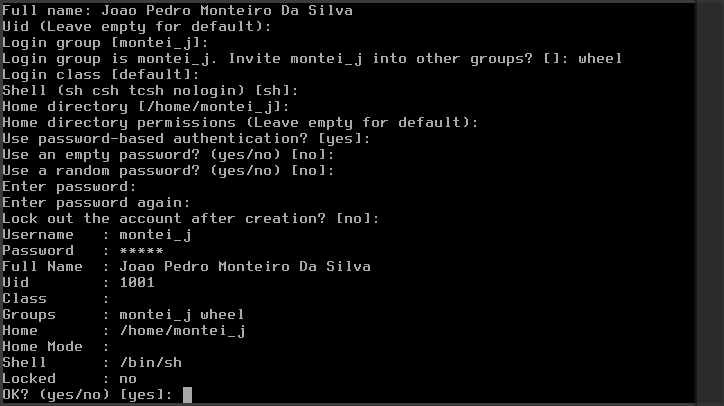 Full name: Joao Pedro Monteiro Da Silva
Uid (Leave empty for default):
Login group [montei_j]:
Login group is montei_j. Invite montei_j into other groups? []: wheel
Login class [default]:
Shell (sh csh tcsh nologin) [sh]:
Home directory [/home/montei_j]:
Home directory permissions (Leave empty for default):
Use password-based authentication? [yes]:
Use an empty password? (yes/no) [no]:
Use a random password? (yes/no) [no]:
Enter password:
Enter password again:
Lock out the account after creation? [no]:
Username   : montei_j
Password   : *****
Full Name  : Joao Pedro Monteiro Da Silva
Uid        : 1001
Class      :
Groups     : montei_j wheel
Home       : /home/montei_j
Home Mode  :
Shell      : /bin/sh
Locked     : no
OK? (yes/no) [yes]: